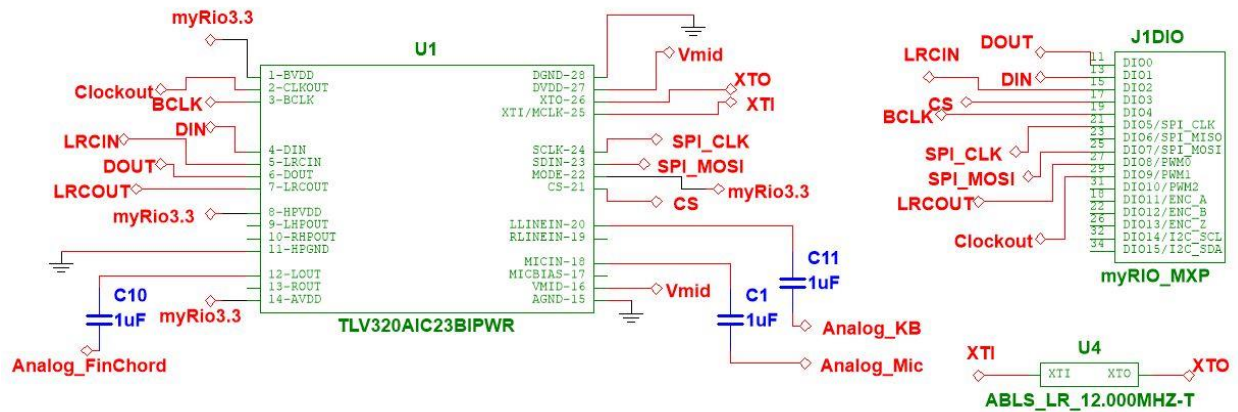 myRio3.3
U1
Clockout
BCLK
DIN
LRCIN
DOUT
LRCOUT
myRio3.3
myRio3.3
C10
1uF
Analog_FinChord
1-BVDD
2-CLKOUT
3-BCLK
4-DIN
5-LRCIN
6-DOUT
7-LRCOUT
8-HPVDD
9-LHPOUT
10-RHPOUT
11-HPGND
12-LOUT
13-ROUT
14-AVDD
DGND-28
DVDD-27
XTO-26
XTI/MCLK-25
SCLK-24
SDIN-23
MODE-22
CS-21
LLINEIN-20
RLINEIN-19
MICIN-18
MICBIAS-17
VMID-16
AGND-15
TLV320AIC23BIPWR
Vmid
XTO
XTI
SPI_CLK
SPI_MOSI
myRio3.3
CS
C11
1uF
C1
1uF
Vmid
Analog_KB
Analog_Mic
J1DIO
DOUT
LRCIN
DIN
CS
BCLK
SPI_CLK
SPI_MOSI
LRCOUT
Clockout
11 DIO0
13 DIO1
15 DIO2
17 DIO3
19 DIO4
21 DIO5/SPI_CLK
23 DIO6/SPI_MISO
25 DIO7/SPI_MOSI
27 DIO8/PWM0
29 DIO9/PWM1
31 DIO10/PWM2
18 DIO11/ENC_A
22 DIO12/ENC_B
26 DIO13/ENC_Z
32 DIO14/I2C_SCL
34 DIO15/I2C_SDA
myRIO_MXP
XTI
U4
XTI XTO
XTO
ABLS_LR_12.000MHZ-T